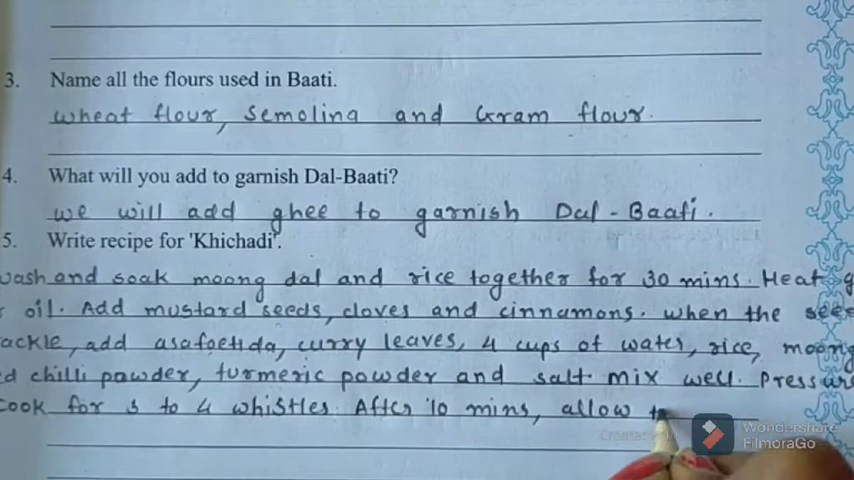 3. Name all the flours used in Baati.
wheat flour, semolina and Gram flour.
4. What will you add to garnish Dal-Baati?
we will add ghee to garnish Dal-Baati.
5. Write recipe for 'Khichadi'.
wash and soak moong dal and rice together for 30 mins. Heat g
oil. Add mustard seeds, cloves and cinnamons. when the see
ackle, add asafoetida, curry leaves, 4 cups of water, rice, moong
ed chilli powder, turmeric powder and salt mix well. Pressure
cook for 3 to 4 whistles. After 10 mins, allow
Created with
Wondershare
FilmoraGo